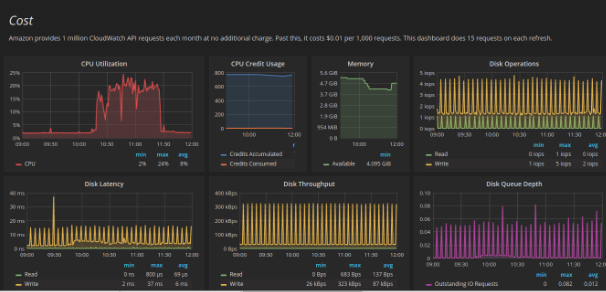 Cost
Amazon provides 1 million CloudWatch API requests each month at no additional charge. Past this, it costs $0.01 per 1,000 requests. This dashboard does 15 requests on each refresh.
CPU Utilization
25%
20%
15%
10%
5%
0%
09:00 09:30 10:00 10:30 11:00 11:30 12:00
min max avg
CPU 2% 24% 8%
CPU Credit Usage
800
600
400
200
0
10:00 12:00
Credits Accumulated
Credits Consumed
Memory
5.6 GB
4.7 GB
3.7 GB
2.8 GB
1.9 GB
954 MB
0 B
10:00 12:00
min
Available 4.095 GB
Disk Operations
5 iops
4 iops
3 iops
2 iops
1 iops
0 iops
09:00 09:30 10:00 10:30 11:00 11:30 12:0
min max avg
Read 0 iops 1 iops 0 iops
Write 1 iops 5 iops 2 iops
Disk Latency
40 ms
30 ms
20 ms
10 ms
0 ns
09:00 09:30 10:00 10:30 11:00 11:30 12:00
min max avg
Read 0 ms 800 µs 69 µs
Write 2 ms 37 ms 6 ms
Disk Throughput
400 kBps
300 kBps
200 kBps
100 kBps
0 Bps
09:00 09:30 10:00 10:30 11:00 11:30 12:00
min max avg
Read 0 Bps 683 Bps 137 Bps
Write 26 kBps 323 kBps 87 kBps
Disk Queue Depth
0.10
0.08
0.06
0.04
0.02
0
09:00 09:30 10:00 10:30 11:00 11:30 12:0
min max avg
Outstanding IO Requests 0 0.082 0.012